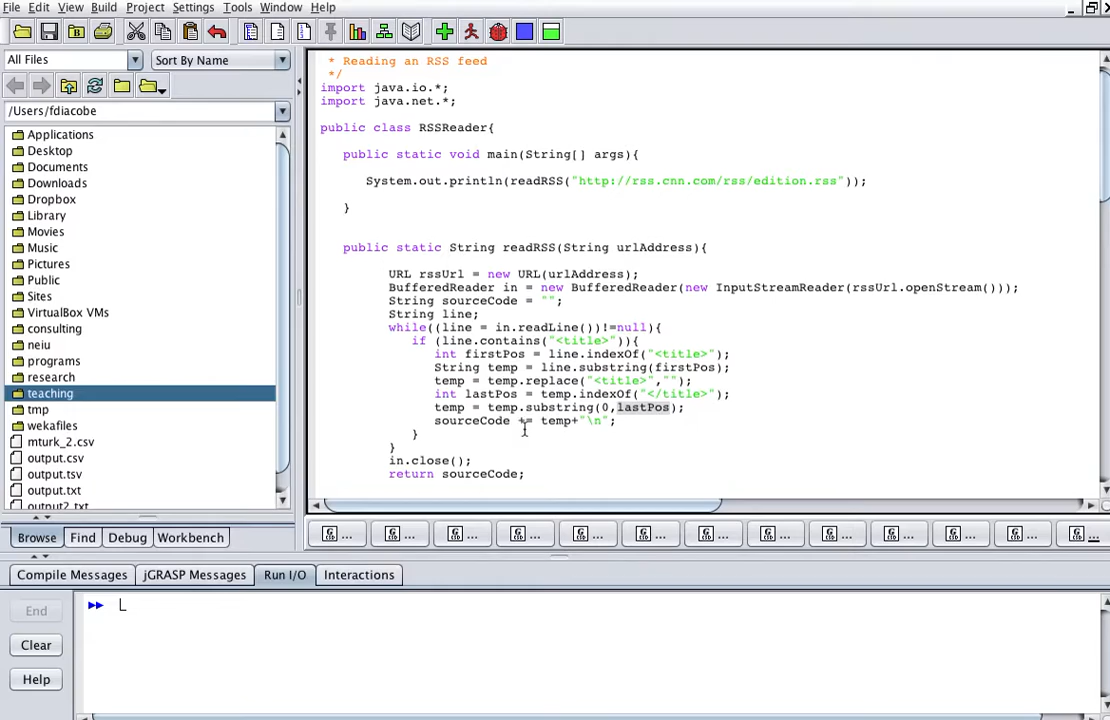 File Edit View Build Project Settings Tools Window Help
All Files Sort By Name
/Users/fdiacobe
Applications
Desktop
Documents
Downloads
Dropbox
Library
Movies
Music
Pictures
Public
Sites
VirtualBox VMs
consulting
neiu
programs
research
teaching
tmp
wekafiles
mturk_2.csv
output.csv
output.tsv
output.txt
output2.txt
Browse Find Debug Workbench
* Reading an RSS feed
*/
import java.io.*;
import java.net.*;
public class RSSReader{
public static void main(String[] args){
System.out.println(readRSS("http://rss.cnn.com/rss/edition.rss"));
}
public static String readRSS(String urlAddress){
URL rssUrl = new URL(urlAddress);
BufferedReader in = new BufferedReader(new InputStreamReader(rssUrl.openStream()));
String sourceCode = "";
String line;
while((line = in.readLine())!=null){
if (line.contains("<title>")){
int firstPos = line.indexOf("<title>");
String temp = line.substring(firstPos);
temp = temp.replace("<title>","");
int lastPos = temp.indexOf("</title>");
temp = temp.substring(0,lastPos);
sourceCode += temp+"\n";
}
}
in.close();
return sourceCode;
... ... ... ... ... ... ... ... ... ... ... ... ...
Compile Messages jGRASP Messages Run I/O Interactions
End
Clear
Help